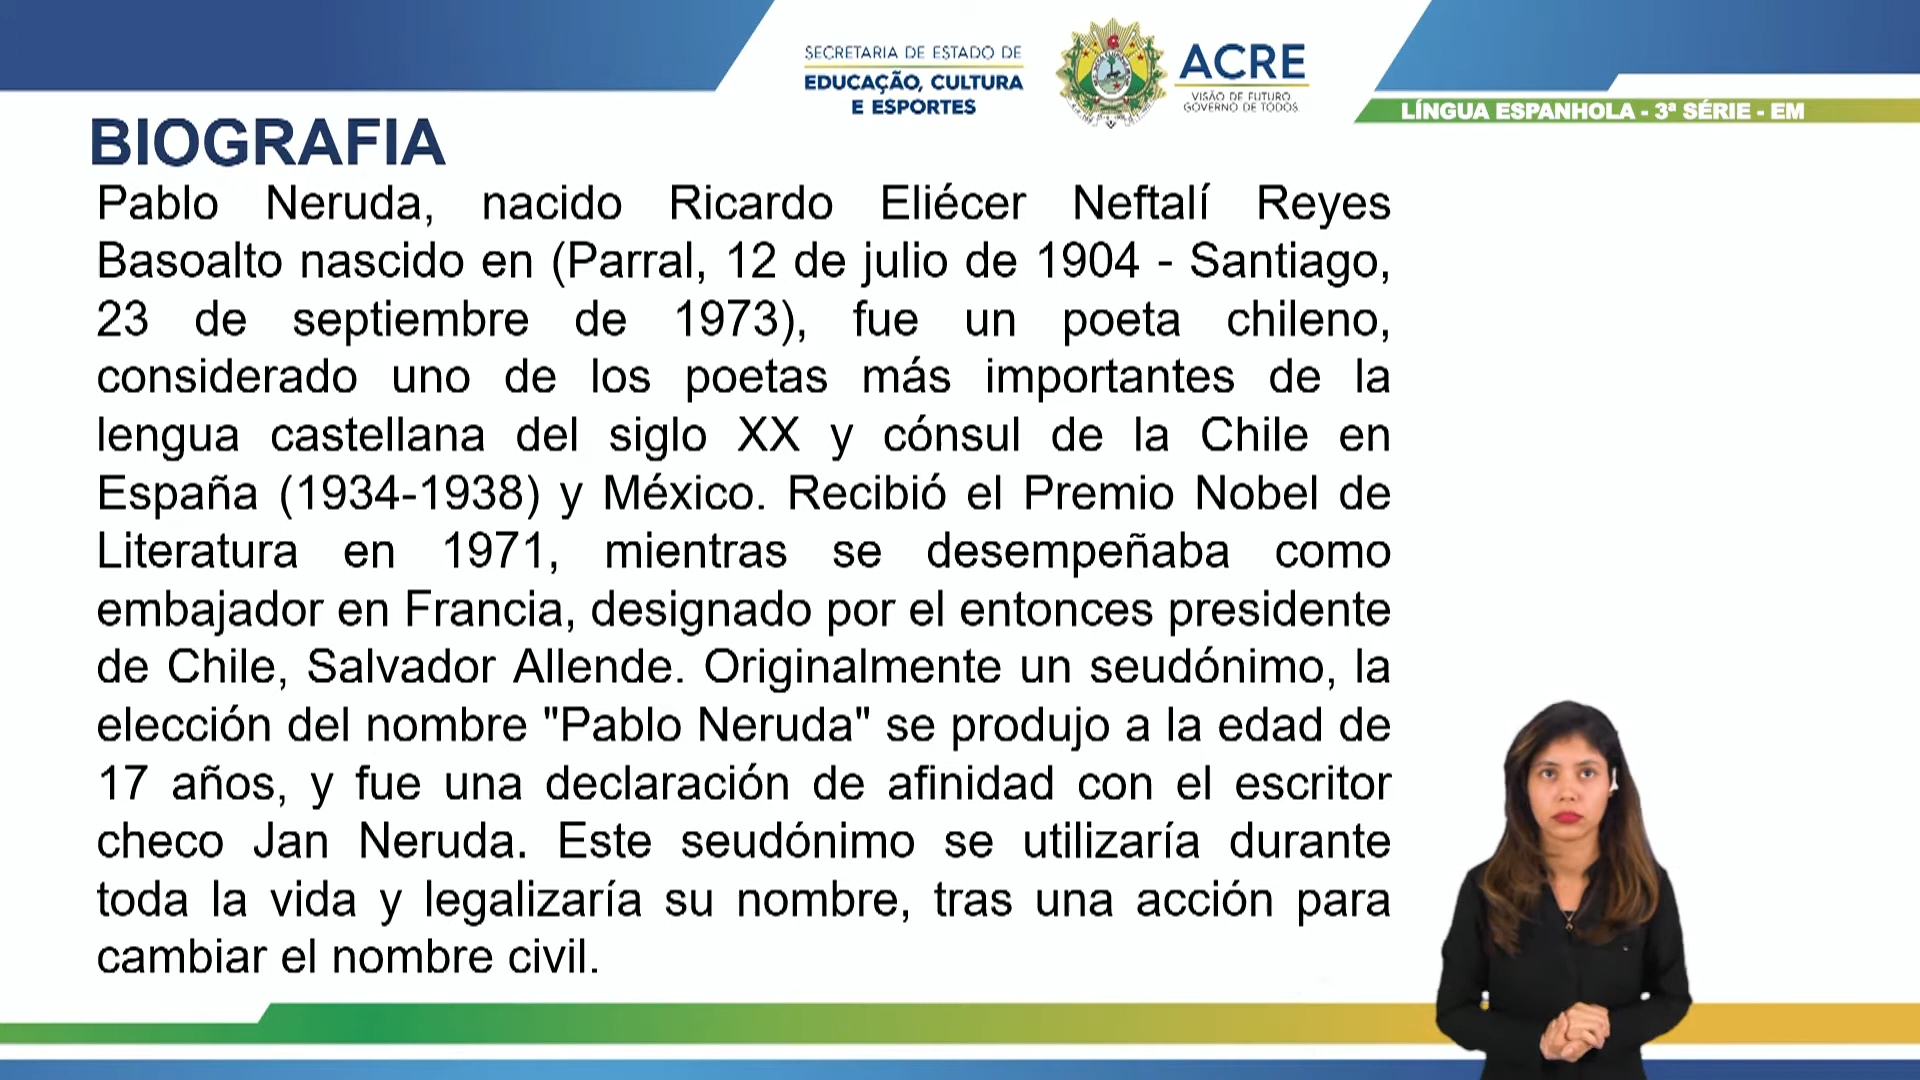 SECRETARIA DE ESTADO DE
EDUCAÇÃO, CULTURA
E ESPORTES
ACRE
VISÃO DE FUTURO
GOVERNO DE TODOS
LÍNGUA ESPANHOLA - 3ª SÉRIE - EM
BIOGRAFIA
Pablo Neruda, nacido Ricardo Eliécer Neftalí Reyes
Basoalto nascido en (Parral, 12 de julio de 1904 - Santiago,
23 de septiembre de 1973), fue un poeta chileno,
considerado uno de los poetas más importantes de la
lengua castellana del siglo XX y cónsul de la Chile en
España (1934-1938) y México. Recibió el Premio Nobel de
Literatura en 1971, mientras se desempeñaba como
embajador en Francia, designado por el entonces presidente
de Chile, Salvador Allende. Originalmente un seudónimo, la
elección del nombre "Pablo Neruda" se produjo a la edad de
17 años, y fue una declaración de afinidad con el escritor
checo Jan Neruda. Este seudónimo se utilizaría durante
toda la vida y legalizaría su nombre, tras una acción para
cambiar el nombre civil.